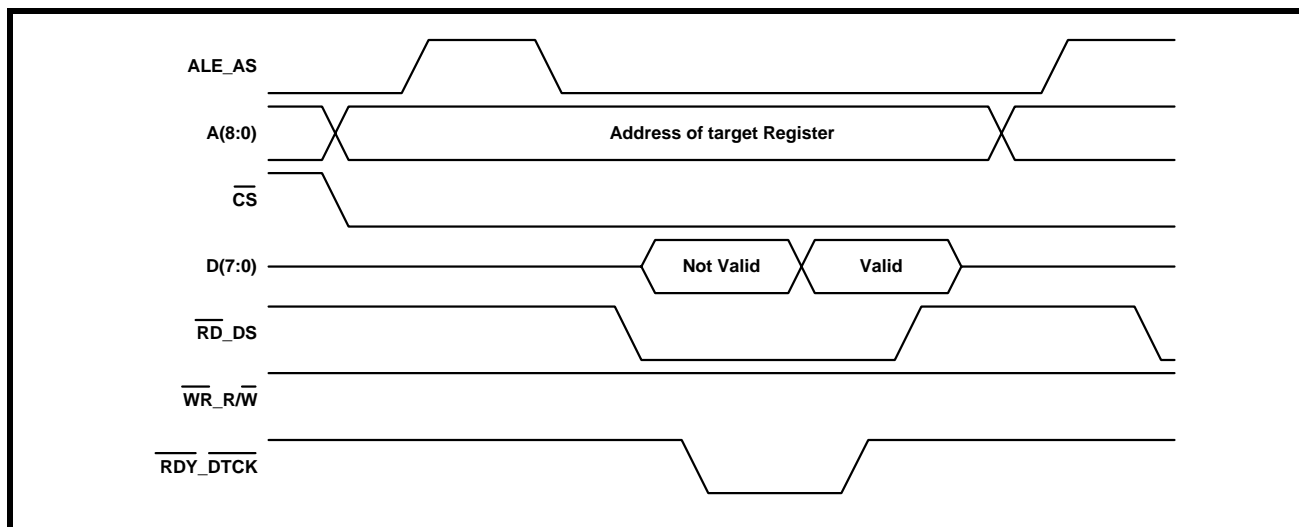 ALE_AS
A(8:0)
Address of target Register
CS
D(7:0)
Not Valid
Valid
RD_DS
WR_R/W
RDY_DTCK